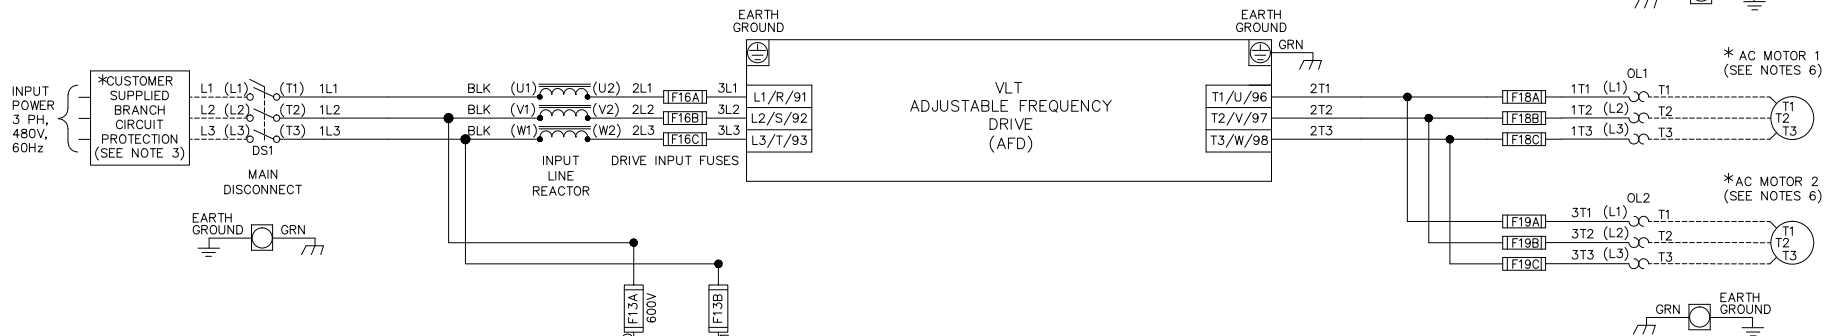 INPUT
POWER
3 PH,
480V,
60Hz
*CUSTOMER
SUPPLIED
BRANCH
CIRCUIT
PROTECTION
(SEE NOTE 3)
L1 (L1) (T1) 1L1
L2 (L2) (T2) 1L2
L3 (L3) (T3) 1L3
DS1
MAIN
DISCONNECT
EARTH
GROUND
GRN
BLK (U1) (U2) 2L1 F16A 3L1
BLK (V1) (V2) 2L2 F16B 3L2
BLK (W1) (W2) 2L3 F16C 3L3
INPUT
LINE
REACTOR
DRIVE INPUT FUSES
F13A
600V
F13B
EARTH
GROUND
L1/R/91
L2/S/92
L3/T/93
VLT
ADJUSTABLE FREQUENCY
DRIVE
(AFD)
EARTH
GROUND
GRN
T1/U/96
T2/V/97
T3/W/98
2T1
2T2
2T3
OL1
F18A 1T1 (L1) T1
F18B 1T2 (L2) T2
F18C 1T3 (L3) T3
*AC MOTOR 1
(SEE NOTES 6)
T1
T2
T3
OL2
F19A 3T1 (L1) T1
F19B 3T2 (L2) T2
F19C 3T3 (L3) T3
*AC MOTOR 2
(SEE NOTES 6)
T1
T2
T3
GRN
EARTH
GROUND